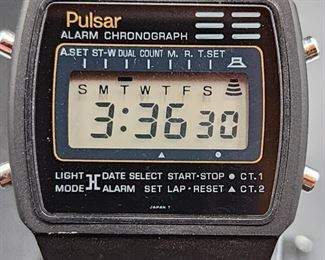 Pulsar
ALARM CHRONOGRAPH
A.SET ST-W DUAL COUNT M. R. T.SET
S M T W T F S
3:36 30
LIGHT DATE SELECT START·STOP ● CT.1
MODE ALARM SET LAP·RESET ▲ CT.2
JAPAN T